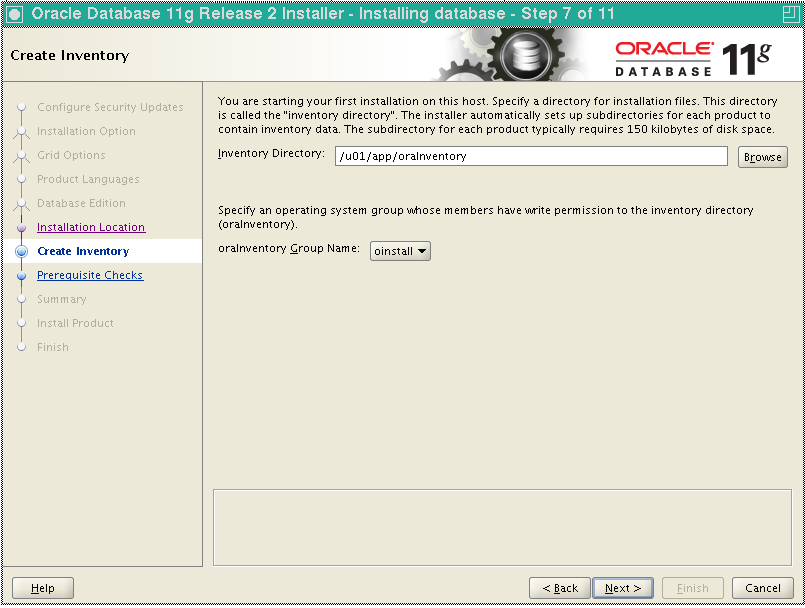 Oracle Database 11g Release 2 Installer - Installing database - Step 7 of 11
Create Inventory
ORACLE
DATABASE 11g
Configure Security Updates
Installation Option
Grid Options
Product Languages
Database Edition
Installation Location
Create Inventory
Prerequisite Checks
Summary
Install Product
Finish
You are starting your first installation on this host. Specify a directory for installation files. This directory
is called the "inventory directory". The installer automatically sets up subdirectories for each product to
contain inventory data. The subdirectory for each product typically requires 150 kilobytes of disk space.
Inventory Directory: /u01/app/oraInventory Browse
Specify an operating system group whose members have write permission to the inventory directory
(oraInventory).
oraInventory Group Name: oinstall
Help < Back Next > Finish Cancel